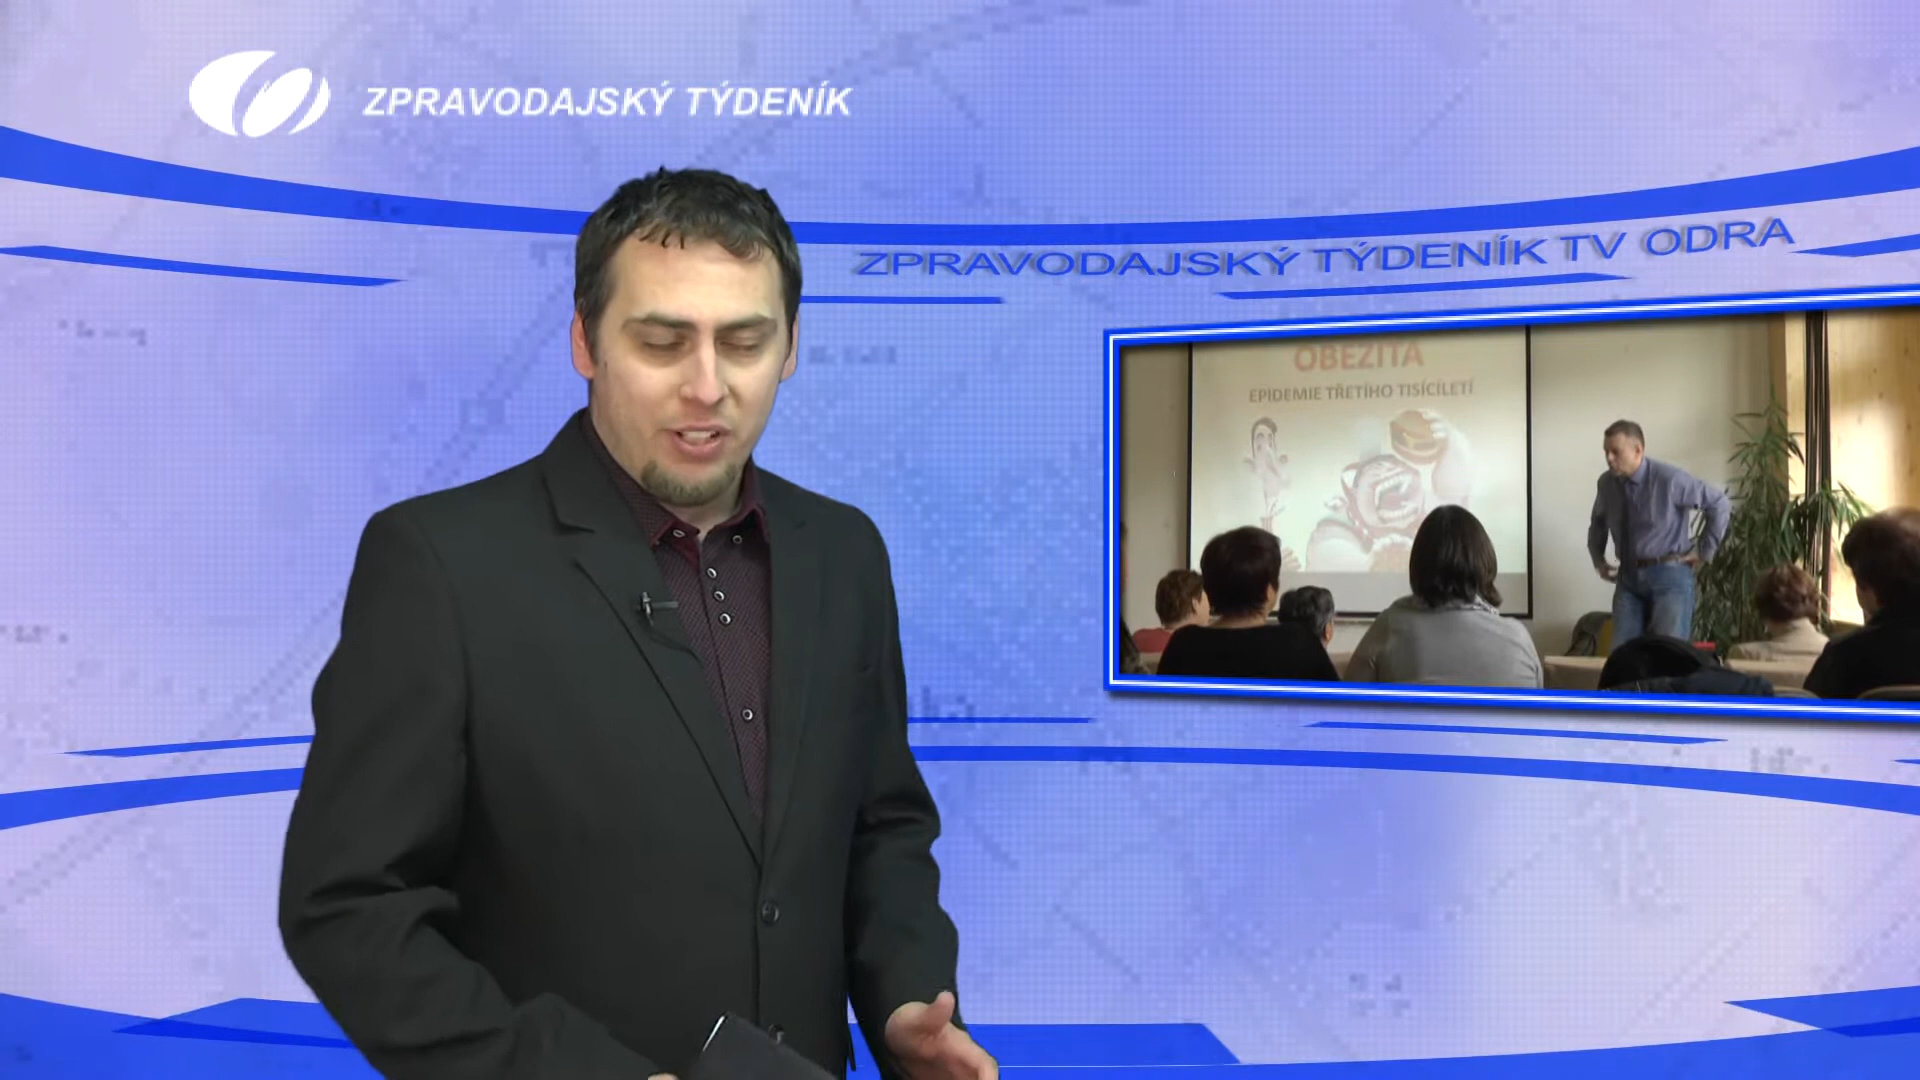 ZPRAVODAJSKÝ TÝDENÍK
ZPRAVODAJSKÝ TÝDENÍK TV ODRA
OBEZITA
EPIDEMIE TŘETÍHO TISÍCILETÍ